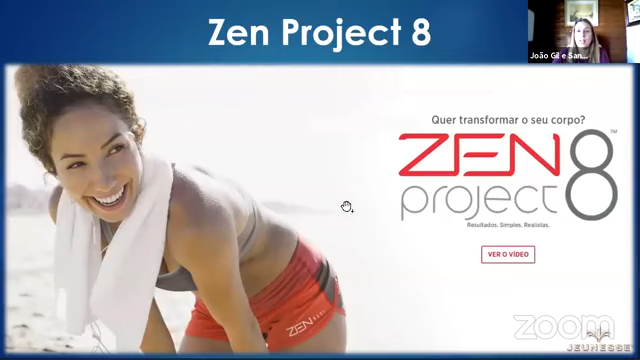 Zen Project 8
João Gil e San...
Quer transformar o seu corpo?
ZEN
project 8™
Resultados. Simples. Realistas.
VER O VÍDEO
ZEN
zoom
JEUNESSE